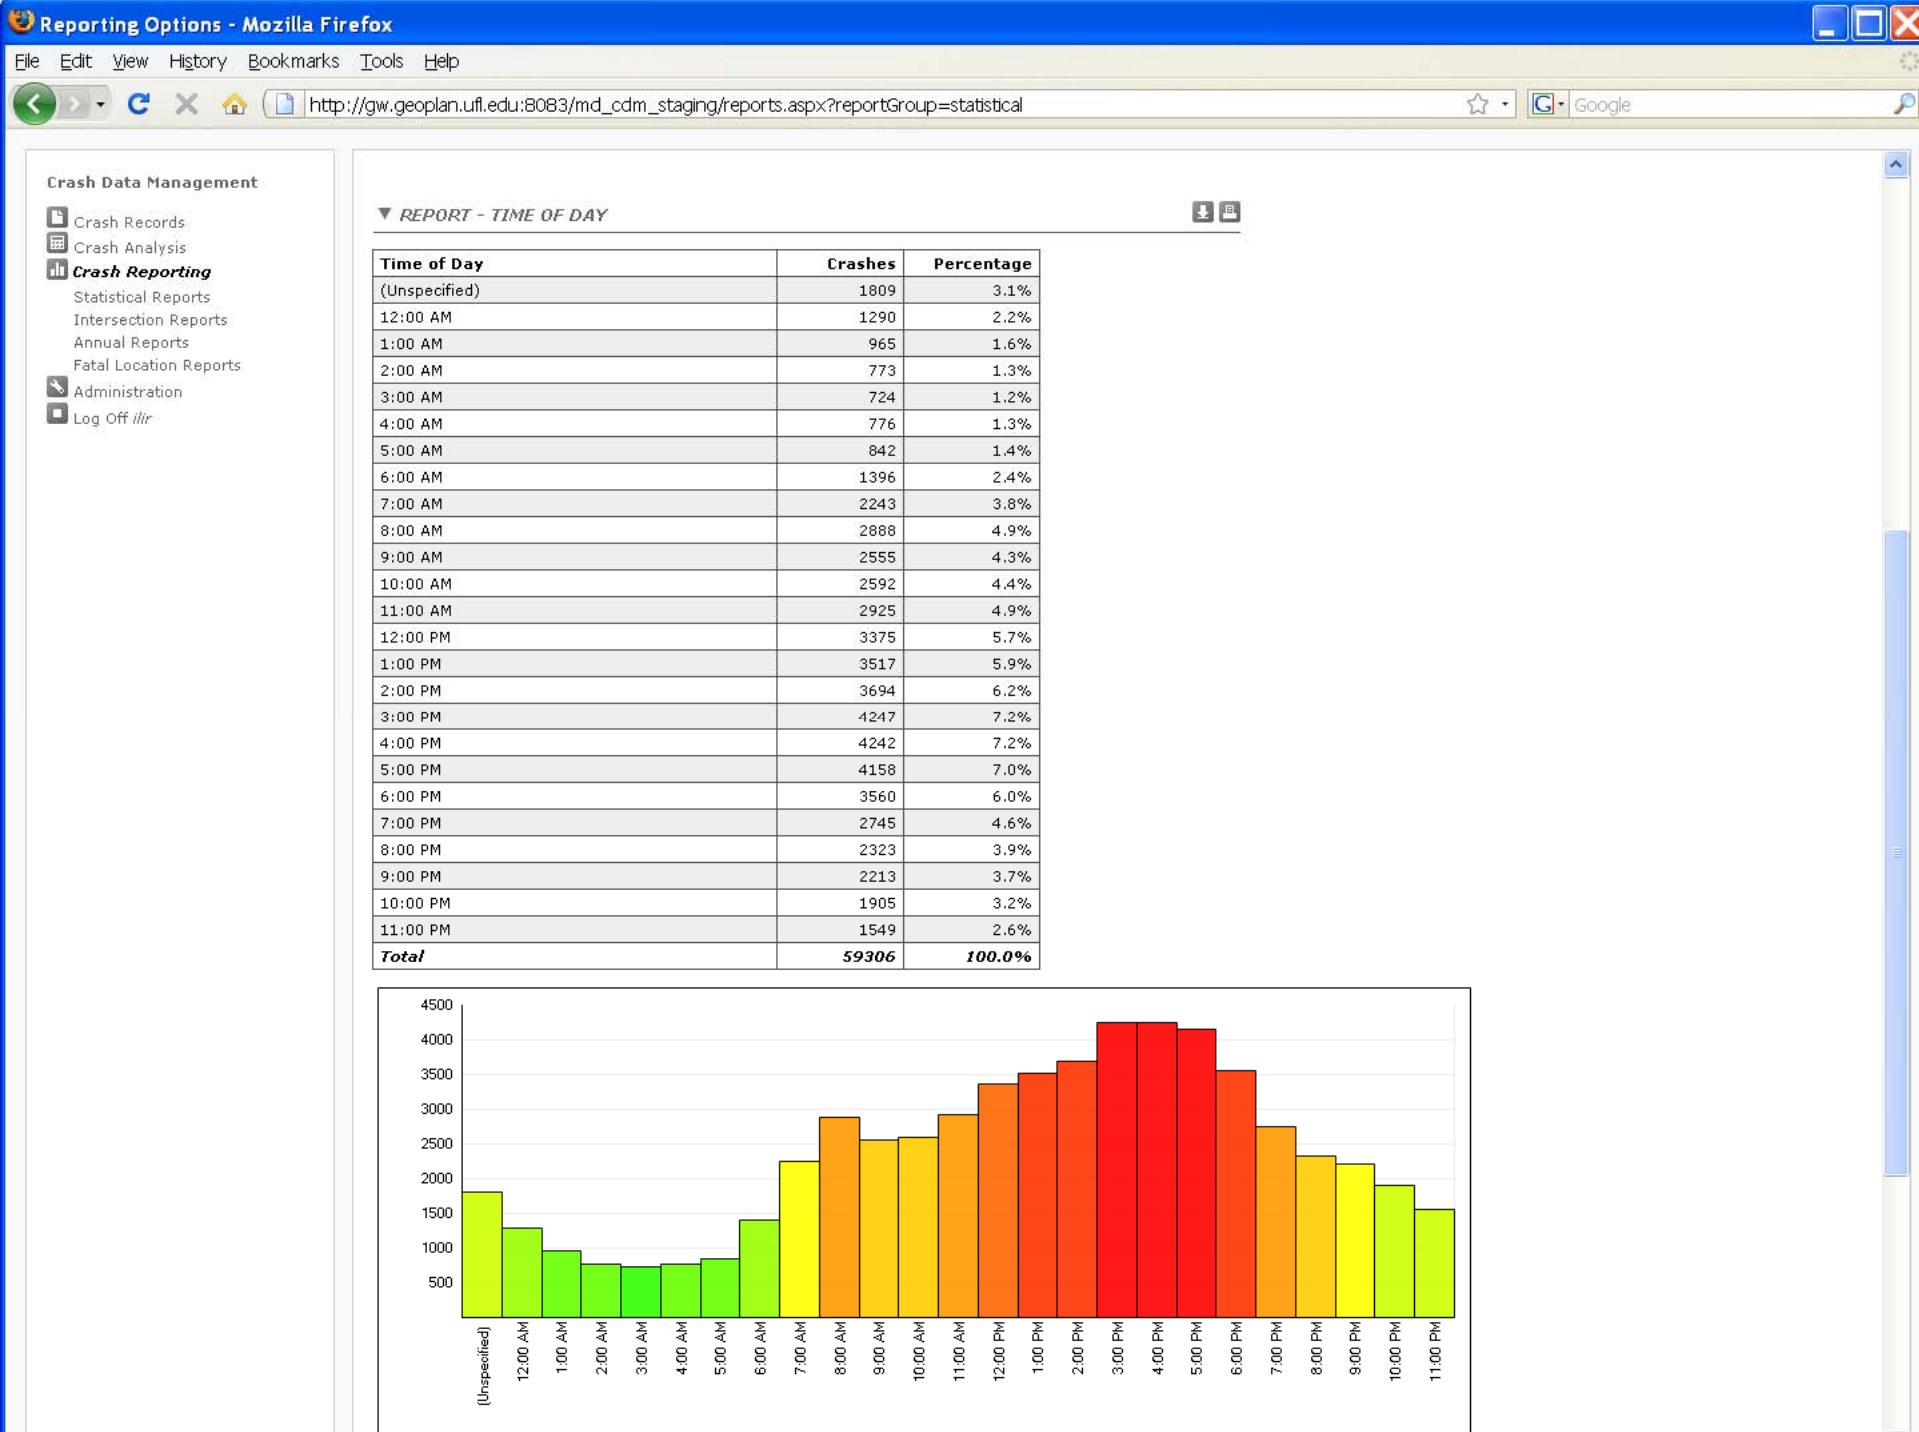 Reporting Options - Mozilla Firefox
File Edit View History Bookmarks Tools Help
http://gw.geoplan.ufl.edu:8083/md_cdm_staging/reports.aspx?reportGroup=statistical
G Google
Crash Data Management
Crash Records
Crash Analysis
Crash Reporting
Statistical Reports
Intersection Reports
Annual Reports
Fatal Location Reports
Administration
Log Off ilir
REPORT - TIME OF DAY
Time of Day Crashes Percentage
(Unspecified) 1809 3.1%
12:00 AM 1290 2.2%
1:00 AM 965 1.6%
2:00 AM 773 1.3%
3:00 AM 724 1.2%
4:00 AM 776 1.3%
5:00 AM 842 1.4%
6:00 AM 1396 2.4%
7:00 AM 2243 3.8%
8:00 AM 2888 4.9%
9:00 AM 2555 4.3%
10:00 AM 2592 4.4%
11:00 AM 2925 4.9%
12:00 PM 3375 5.7%
1:00 PM 3517 5.9%
2:00 PM 3694 6.2%
3:00 PM 4247 7.2%
4:00 PM 4242 7.2%
5:00 PM 4158 7.0%
6:00 PM 3560 6.0%
7:00 PM 2745 4.6%
8:00 PM 2323 3.9%
9:00 PM 2213 3.7%
10:00 PM 1905 3.2%
11:00 PM 1549 2.6%
Total 59306 100.0%
4500
4000
3500
3000
2500
2000
1500
1000
500
(Unspecified)
12:00 AM
1:00 AM
2:00 AM
3:00 AM
4:00 AM
5:00 AM
6:00 AM
7:00 AM
8:00 AM
9:00 AM
10:00 AM
11:00 AM
12:00 PM
1:00 PM
2:00 PM
3:00 PM
4:00 PM
5:00 PM
6:00 PM
7:00 PM
8:00 PM
9:00 PM
10:00 PM
11:00 PM